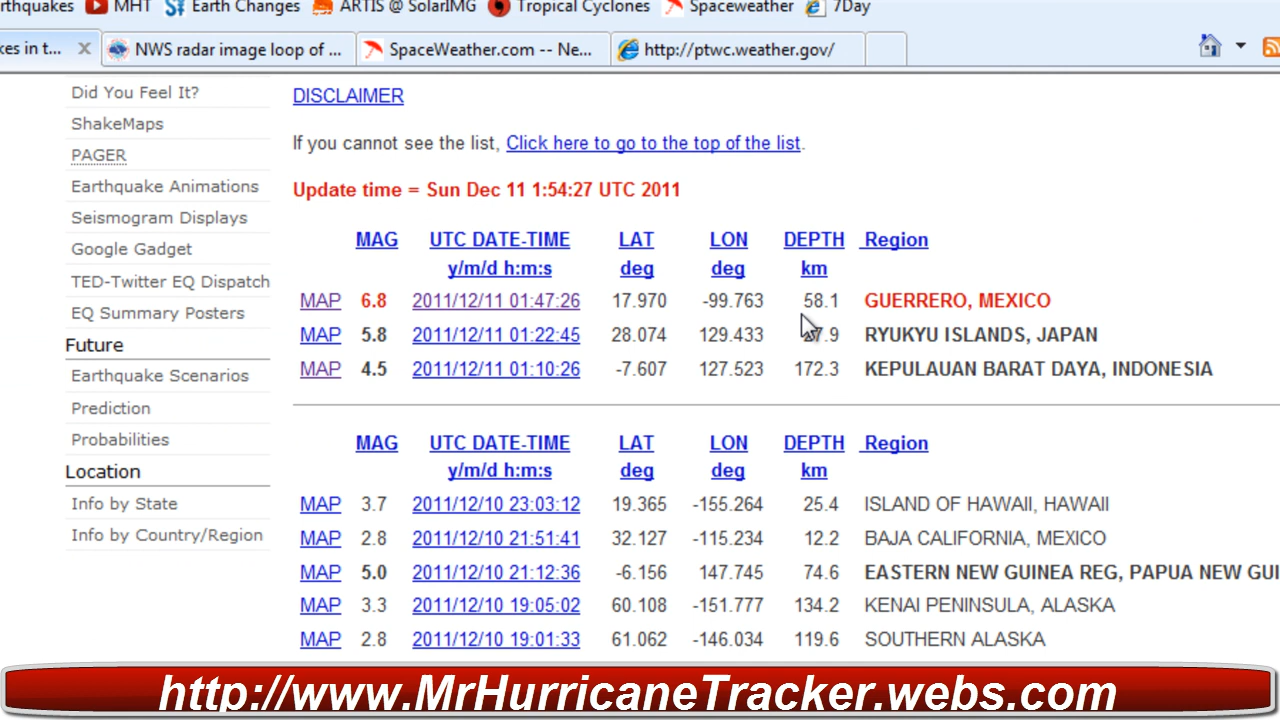 rthquakes MHT Earth Changes ARTIS @ SolarIMG Tropical Cyclones Spaceweather 7Day
kes in t... NWS radar image loop of ... SpaceWeather.com -- Ne... http://ptwc.weather.gov/
Did You Feel It?
ShakeMaps
PAGER
Earthquake Animations
Seismogram Displays
Google Gadget
TED-Twitter EQ Dispatch
EQ Summary Posters
Future
Earthquake Scenarios
Prediction
Probabilities
Location
Info by State
Info by Country/Region
DISCLAIMER
If you cannot see the list, Click here to go to the top of the list.
Update time = Sun Dec 11 1:54:27 UTC 2011
MAG UTC DATE-TIME LAT LON DEPTH Region
y/m/d h:m:s deg deg km
MAP 6.8 2011/12/11 01:47:26 17.970 -99.763 58.1 GUERRERO, MEXICO
MAP 5.8 2011/12/11 01:22:45 28.074 129.433 RYUKYU ISLANDS, JAPAN
MAP 4.5 2011/12/11 01:10:26 -7.607 127.523 172.3 KEPULAUAN BARAT DAYA, INDONESIA
MAG UTC DATE-TIME LAT LON DEPTH Region
y/m/d h:m:s deg deg km
MAP 3.7 2011/12/10 23:03:12 19.365 -155.264 25.4 ISLAND OF HAWAII, HAWAII
MAP 2.8 2011/12/10 21:51:41 32.127 -115.234 12.2 BAJA CALIFORNIA, MEXICO
MAP 5.0 2011/12/10 21:12:36 -6.156 147.745 74.6 EASTERN NEW GUINEA REG, PAPUA NEW GUI
MAP 3.3 2011/12/10 19:05:02 60.108 -151.777 134.2 KENAI PENINSULA, ALASKA
MAP 2.8 2011/12/10 19:01:33 61.062 -146.034 119.6 SOUTHERN ALASKA
http://www.MrHurricaneTracker.webs.com